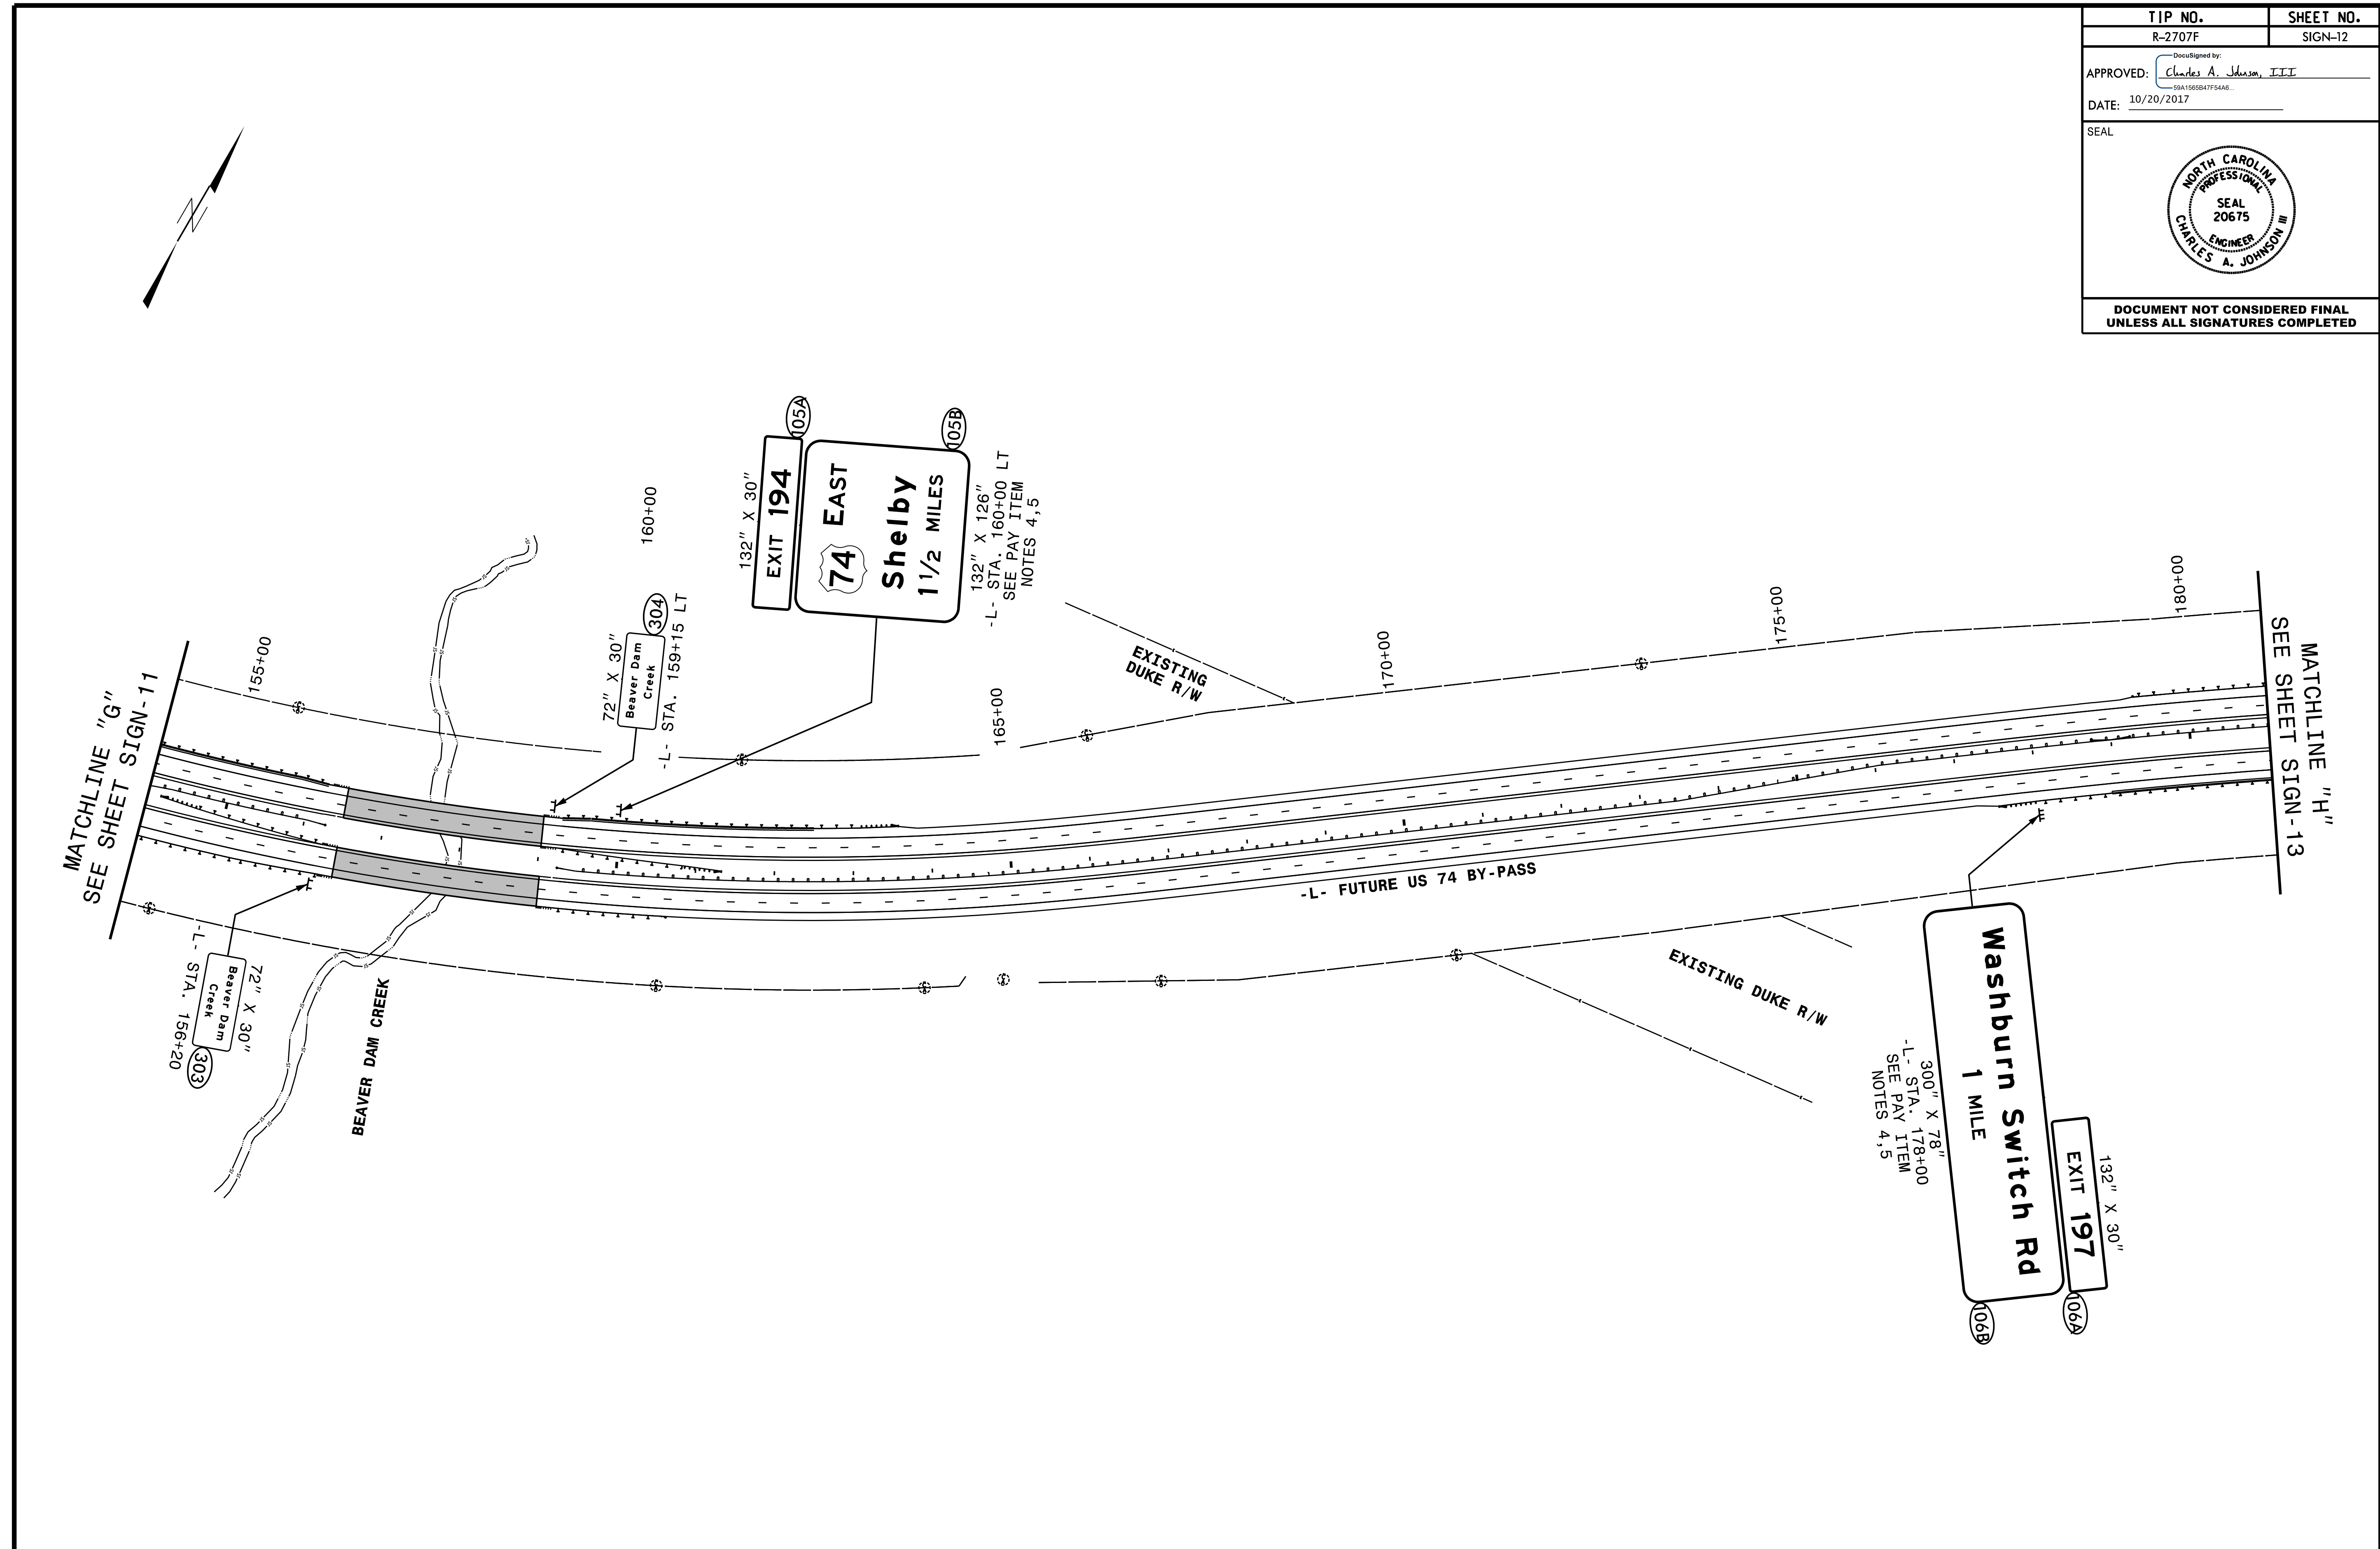 TIP NO.
SHEET NO.
R-2707F
SIGN-12
DocuSigned by:
APPROVED: Charles A. Johnson, III
59A1565B47F54A6...
DATE: 10/20/2017
SEAL
NORTH CAROLINA
PROFESSIONAL
SEAL
20675
ENGINEER
CHARLES A. JOHNSON III
DOCUMENT NOT CONSIDERED FINAL
UNLESS ALL SIGNATURES COMPLETED
N
MATCHLINE "G"
SEE SHEET SIGN-11
155+00
160+00
165+00
170+00
175+00
180+00
72" X 30"
Beaver Dam
Creek
304
-L- STA. 159+15 LT
132" X 30"
EXIT 194
105A
74 EAST
Shelby
1 1/2 MILES
105B
132" X 126"
-L- STA. 160+00 LT
SEE PAY ITEM
NOTES 4,5
EXISTING
DUKE R/W
MATCHLINE "H"
SEE SHEET SIGN-13
-L- FUTURE US 74 BY-PASS
72" X 30"
Beaver Dam
Creek
303
-L- STA. 156+20
BEAVER DAM CREEK
EXISTING DUKE R/W
132" X 30"
EXIT 197
106A
Washburn Switch Rd
1 MILE
106B
300" X 78"
-L- STA. 178+00
SEE PAY ITEM
NOTES 4,5